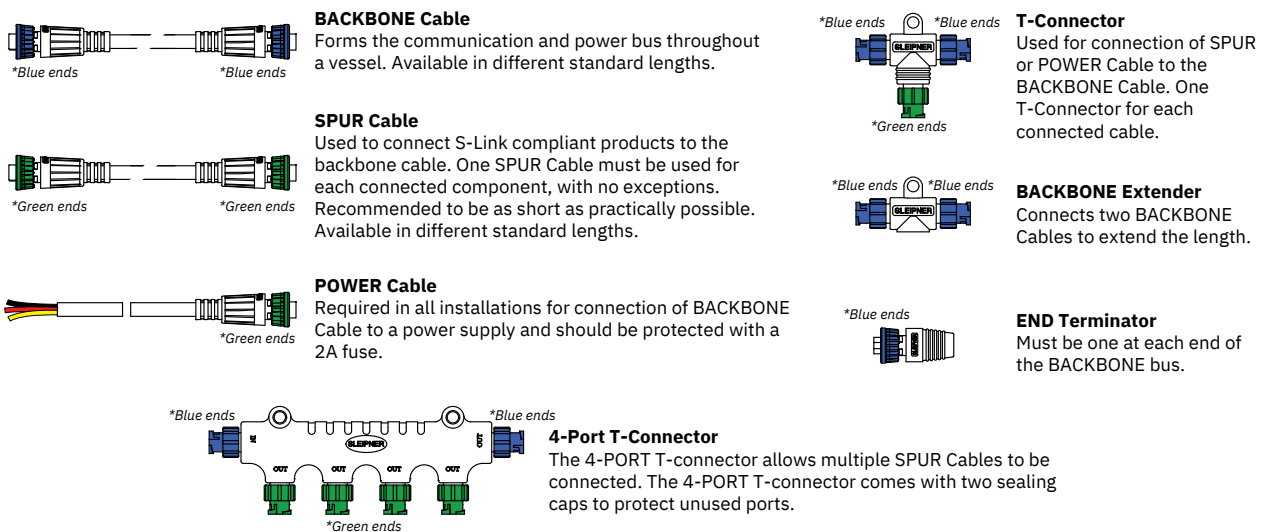 BACKBONE Cable
Forms the communication and power bus throughout
a vessel. Available in different standard lengths.
*Blue ends
*Blue ends
SPUR Cable
Used to connect S-Link compliant products to the
backbone cable. One SPUR Cable must be used for
each connected component, with no exceptions.
Recommended to be as short as practically possible.
Available in different standard lengths.
*Green ends
*Green ends
POWER Cable
Required in all installations for connection of BACKBONE
Cable to a power supply and should be protected with a
2A fuse.
*Green ends
*Blue ends
*Blue ends
SLEIPNER
*Green ends
T-Connector
Used for connection of SPUR
or POWER Cable to the
BACKBONE Cable. One
T-Connector for each
connected cable.
*Blue ends
*Blue ends
SLEIPNER
BACKBONE Extender
Connects two BACKBONE
Cables to extend the length.
*Blue ends
SLEIPNER
END Terminator
Must be one at each end of
the BACKBONE bus.
*Blue ends
*Blue ends
IN
SLEIPNER
OUT
OUT
OUT
OUT
OUT
*Green ends
4-Port T-Connector
The 4-PORT T-connector allows multiple SPUR Cables to be
connected. The 4-PORT T-connector comes with two sealing
caps to protect unused ports.